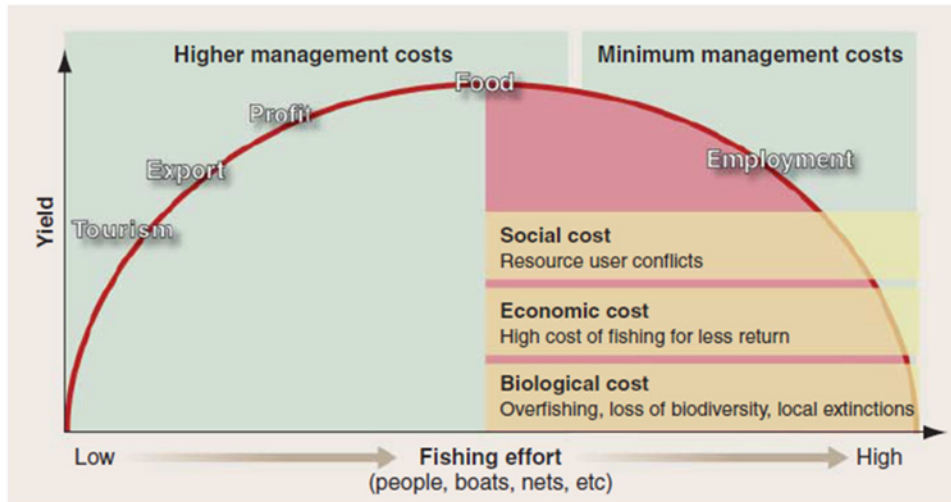 Higher management costs
Minimum management costs
Food
Profit
Export
Employment
Tourism
Yield
Social cost
Resource user conflicts
Economic cost
High cost of fishing for less return
Biological cost
Overfishing, loss of biodiversity, local extinctions
Low
Fishing effort
High
(people, boats, nets, etc)